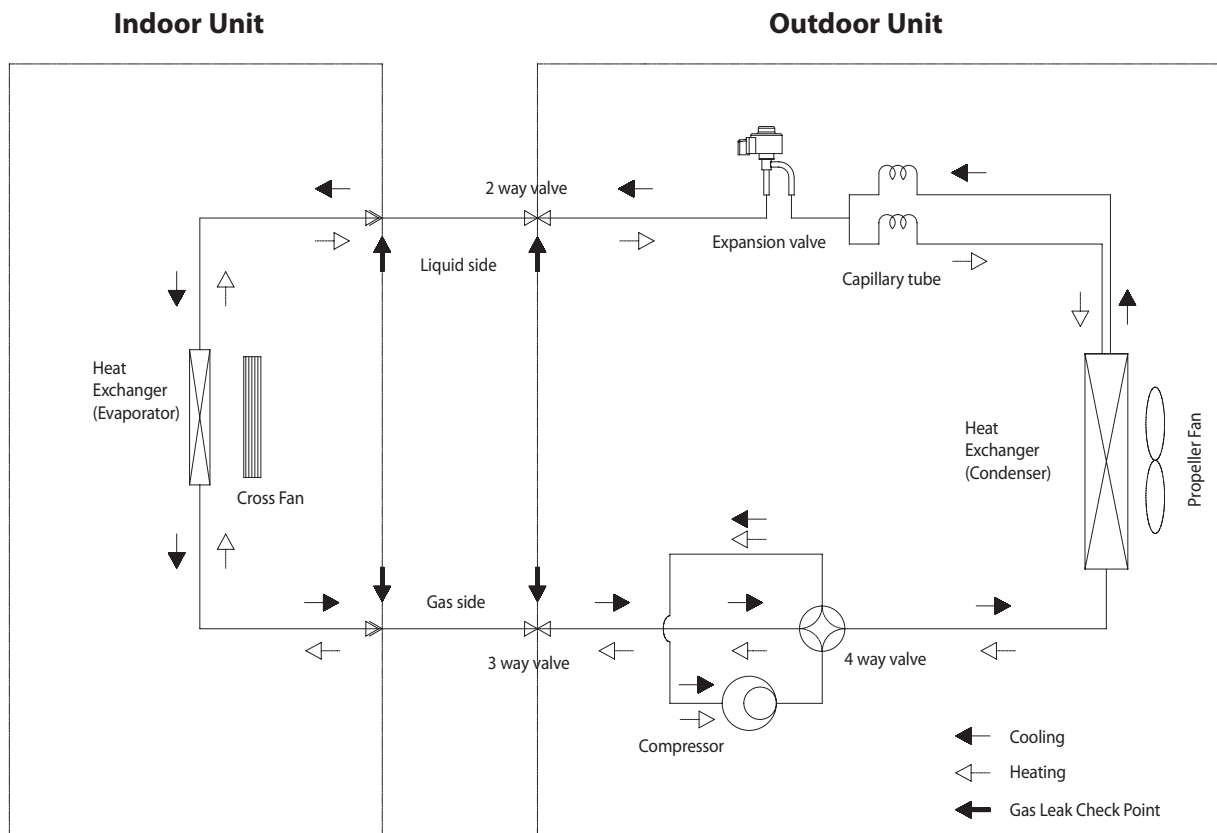 Indoor Unit
Outdoor Unit
2 way valve
Expansion valve
Liquid side
Capillary tube
Heat
Exchanger
(Evaporator)
Cross Fan
Heat
Exchanger
(Condenser)
Propeller Fan
Gas side
3 way valve
4 way valve
Compressor
Cooling
Heating
Gas Leak Check Point